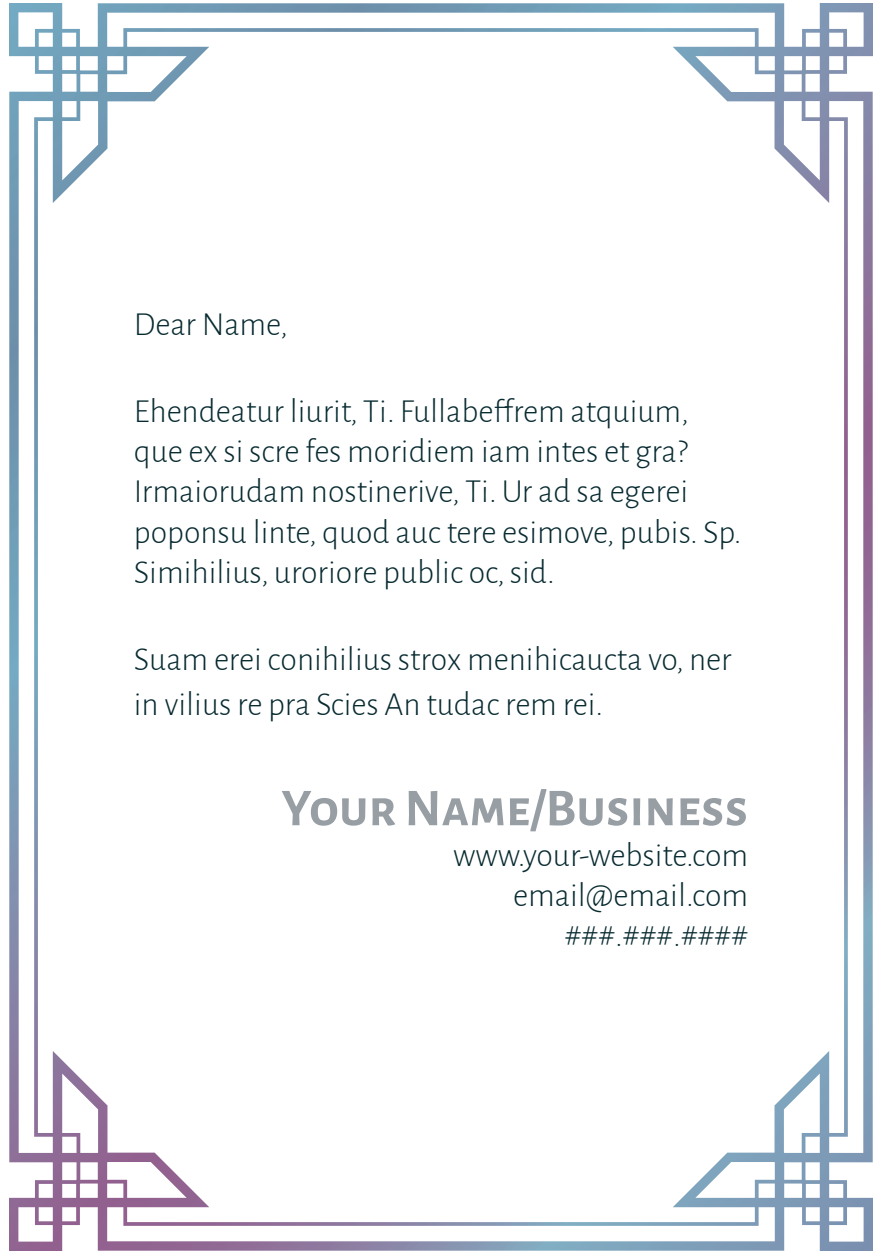 Dear Name,
Ehendeatur liurit, Ti. Fullabeffrem atquium,
que ex si scre fes moridiem iam intes et gra?
Irmaiorudam nostinerive, Ti. Ur ad sa egerei
poponsu linte, quod auc tere esimove, pubis. Sp.
Simihilius, uroriore public oc, sid.
Suam erei conihilius strox menihicaucta vo, ner
in vilius re pra Scies An tudac rem rei.
Your Name/Business
www.your-website.com
email@email.com
###.###.####